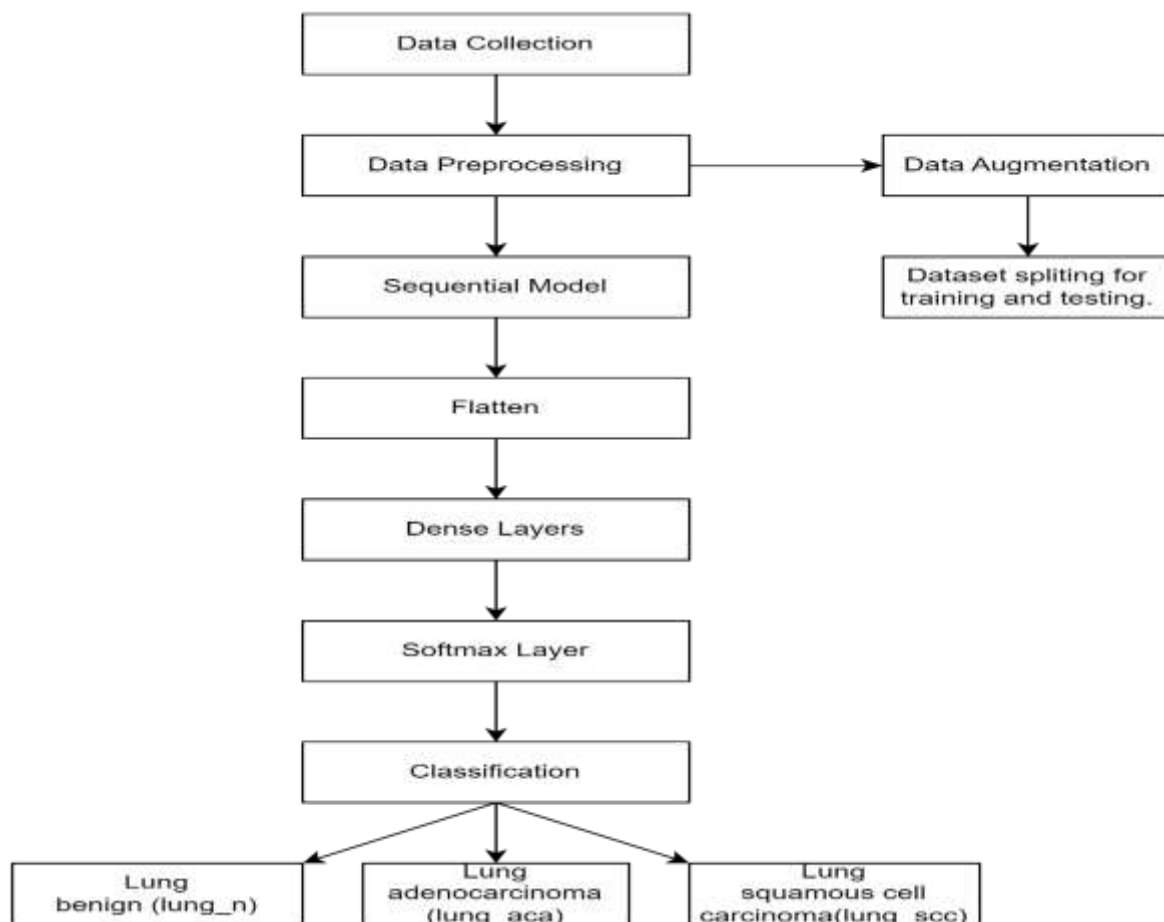 Data Collection
Data Preprocessing
Data Augmentation
Sequential Model
Dataset spliting for
training and testing.
Flatten
Dense Layers
Softmax Layer
Classification
Lung
benign (lung_n)
Lung
adenocarcinoma
(lung_aca)
Lung
squamous cell
carcinoma(lung_scc)